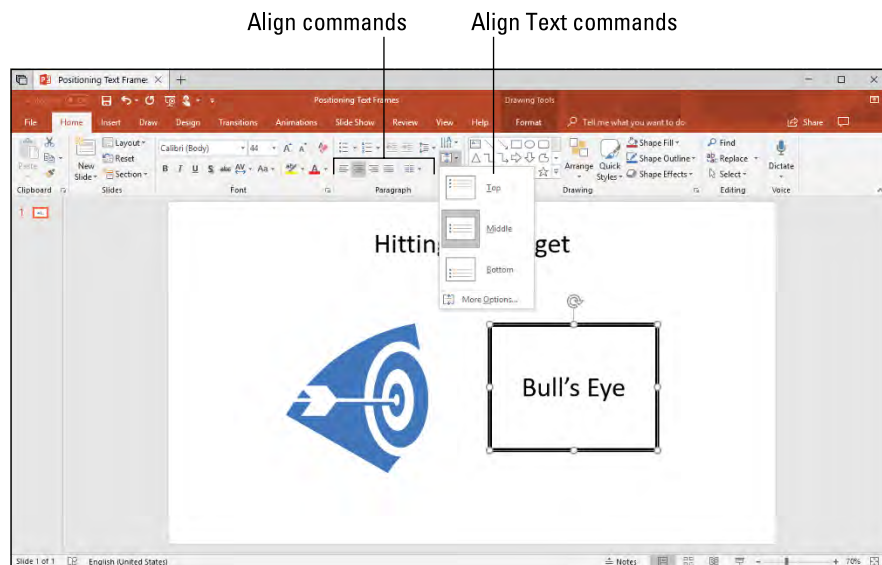 Align commands Align Text commands
Positioning Text Frame:
Positioning Text Frames Drawing Tools
File Home Insert Draw Design Transitions Animations Slide Show Review View Help Format Tell me what you want to do Share
Paste New Slide Layout Reset Section Calibri (Body) 44 Arrange Quick Styles Shape Fill Shape Outline Shape Effects Find Replace Select Dictate
B I U S abc AV Aa A
Clipboard Slides Font Paragraph Drawing Editing Voice
Top
Middle
Bottom
More Options...
1
Hittin get
Bull's Eye
Slide 1 of 1 English (United States) Notes 70%